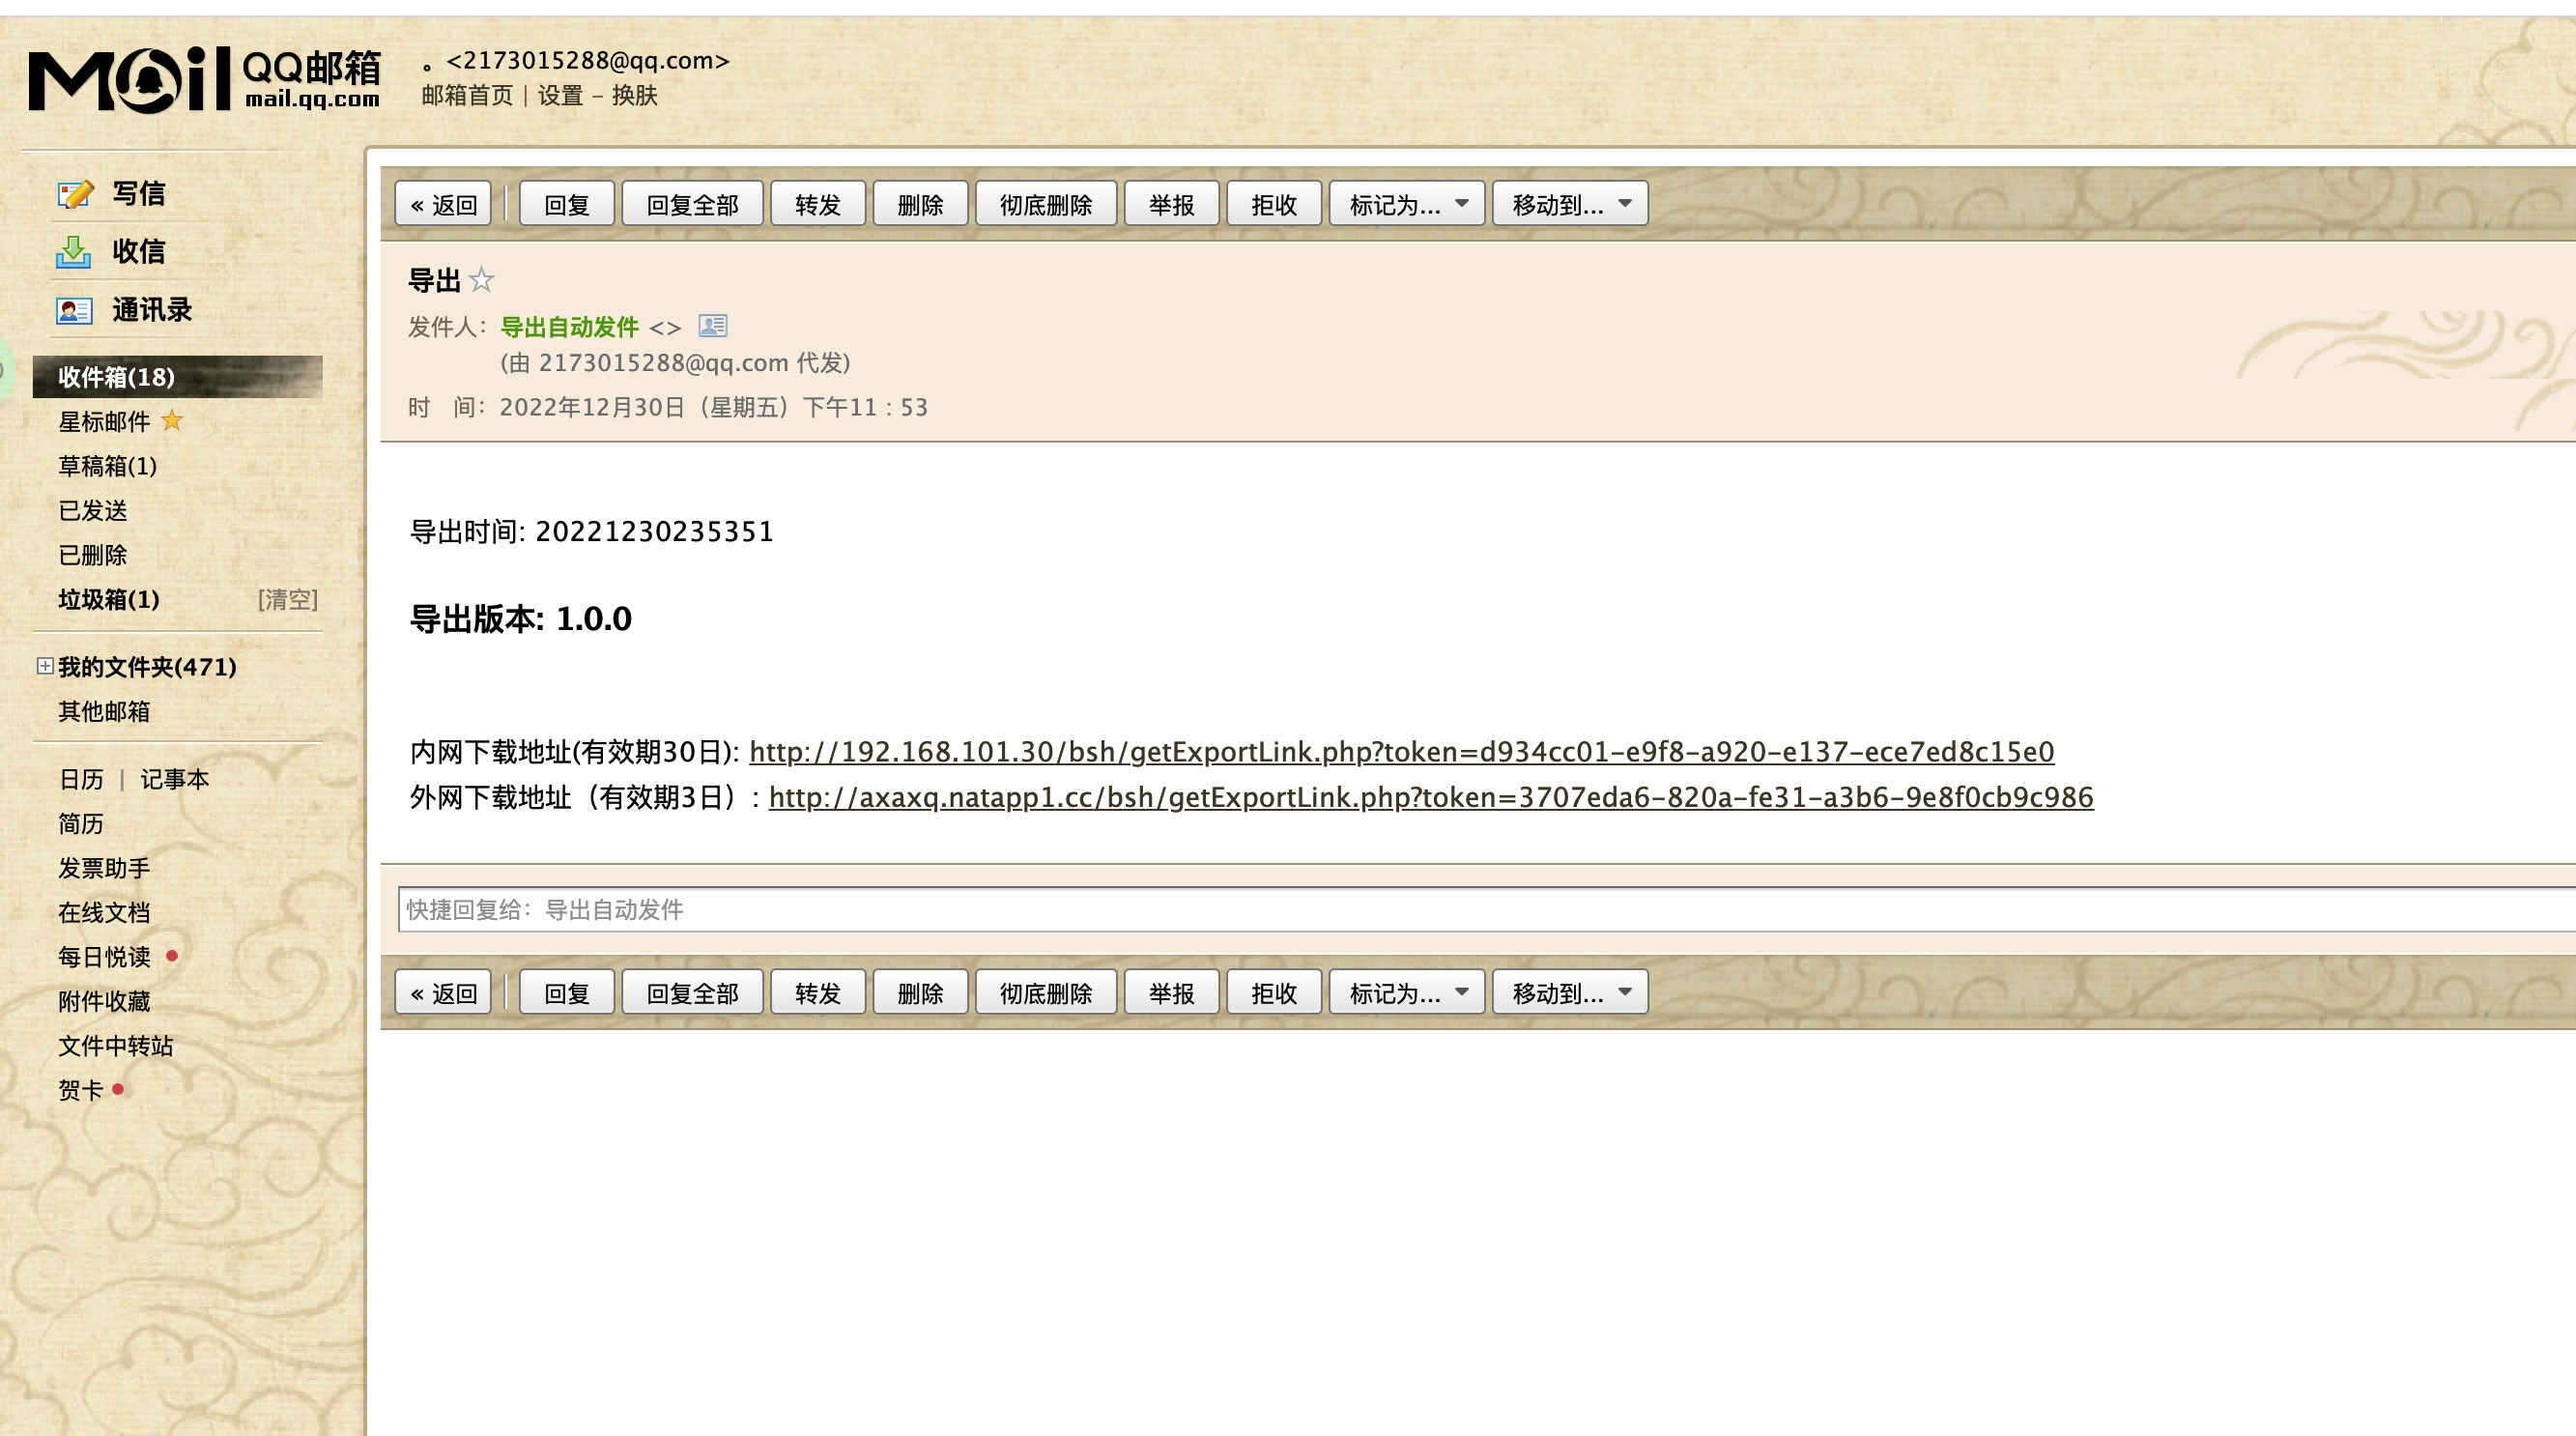 Mail QQ邮箱
mail.qq.com
。<2173015288@qq.com>
邮箱首页 | 设置 - 换肤
写信
收信
通讯录
收件箱(18)
星标邮件
草稿箱(1)
已发送
已删除
垃圾箱(1) [清空]
我的文件夹(471)
其他邮箱
日历 | 记事本
简历
发票助手
在线文档
每日悦读
附件收藏
文件中转站
贺卡
« 返回 回复 回复全部 转发 删除 彻底删除 举报 拒收 标记为... 移动到...
导出
发件人：导出自动发件 <>
(由 2173015288@qq.com 代发)
时 间：2022年12月30日（星期五）下午11：53
导出时间: 20221230235351
导出版本: 1.0.0
内网下载地址(有效期30日): http://192.168.101.30/bsh/getExportLink.php?token=d934cc01-e9f8-a920-e137-ece7ed8c15e0
外网下载地址（有效期3日）: http://axaxq.natapp1.cc/bsh/getExportLink.php?token=3707eda6-820a-fe31-a3b6-9e8f0cb9c986
快捷回复给：导出自动发件
« 返回 回复 回复全部 转发 删除 彻底删除 举报 拒收 标记为... 移动到...